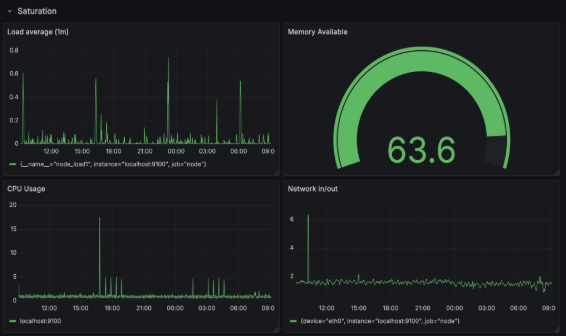 Saturation
Load average (1m)
0.8
0.6
0.4
0.2
0
12:00 15:00 18:00 21:00 00:00 03:00 06:00 09:0
{__name__="node_load1", instance="localhost:9100", job="node"}
Memory Available
63.6
CPU Usage
20
15
10
5
0
12:00 15:00 18:00 21:00 00:00 03:00 06:00 09:0
localhost:9100
Network in/out
6
4
2
12:00 15:00 18:00 21:00 00:00 03:00 06:00 09:0
{device="eth0", instance="localhost:9100", job="node"}